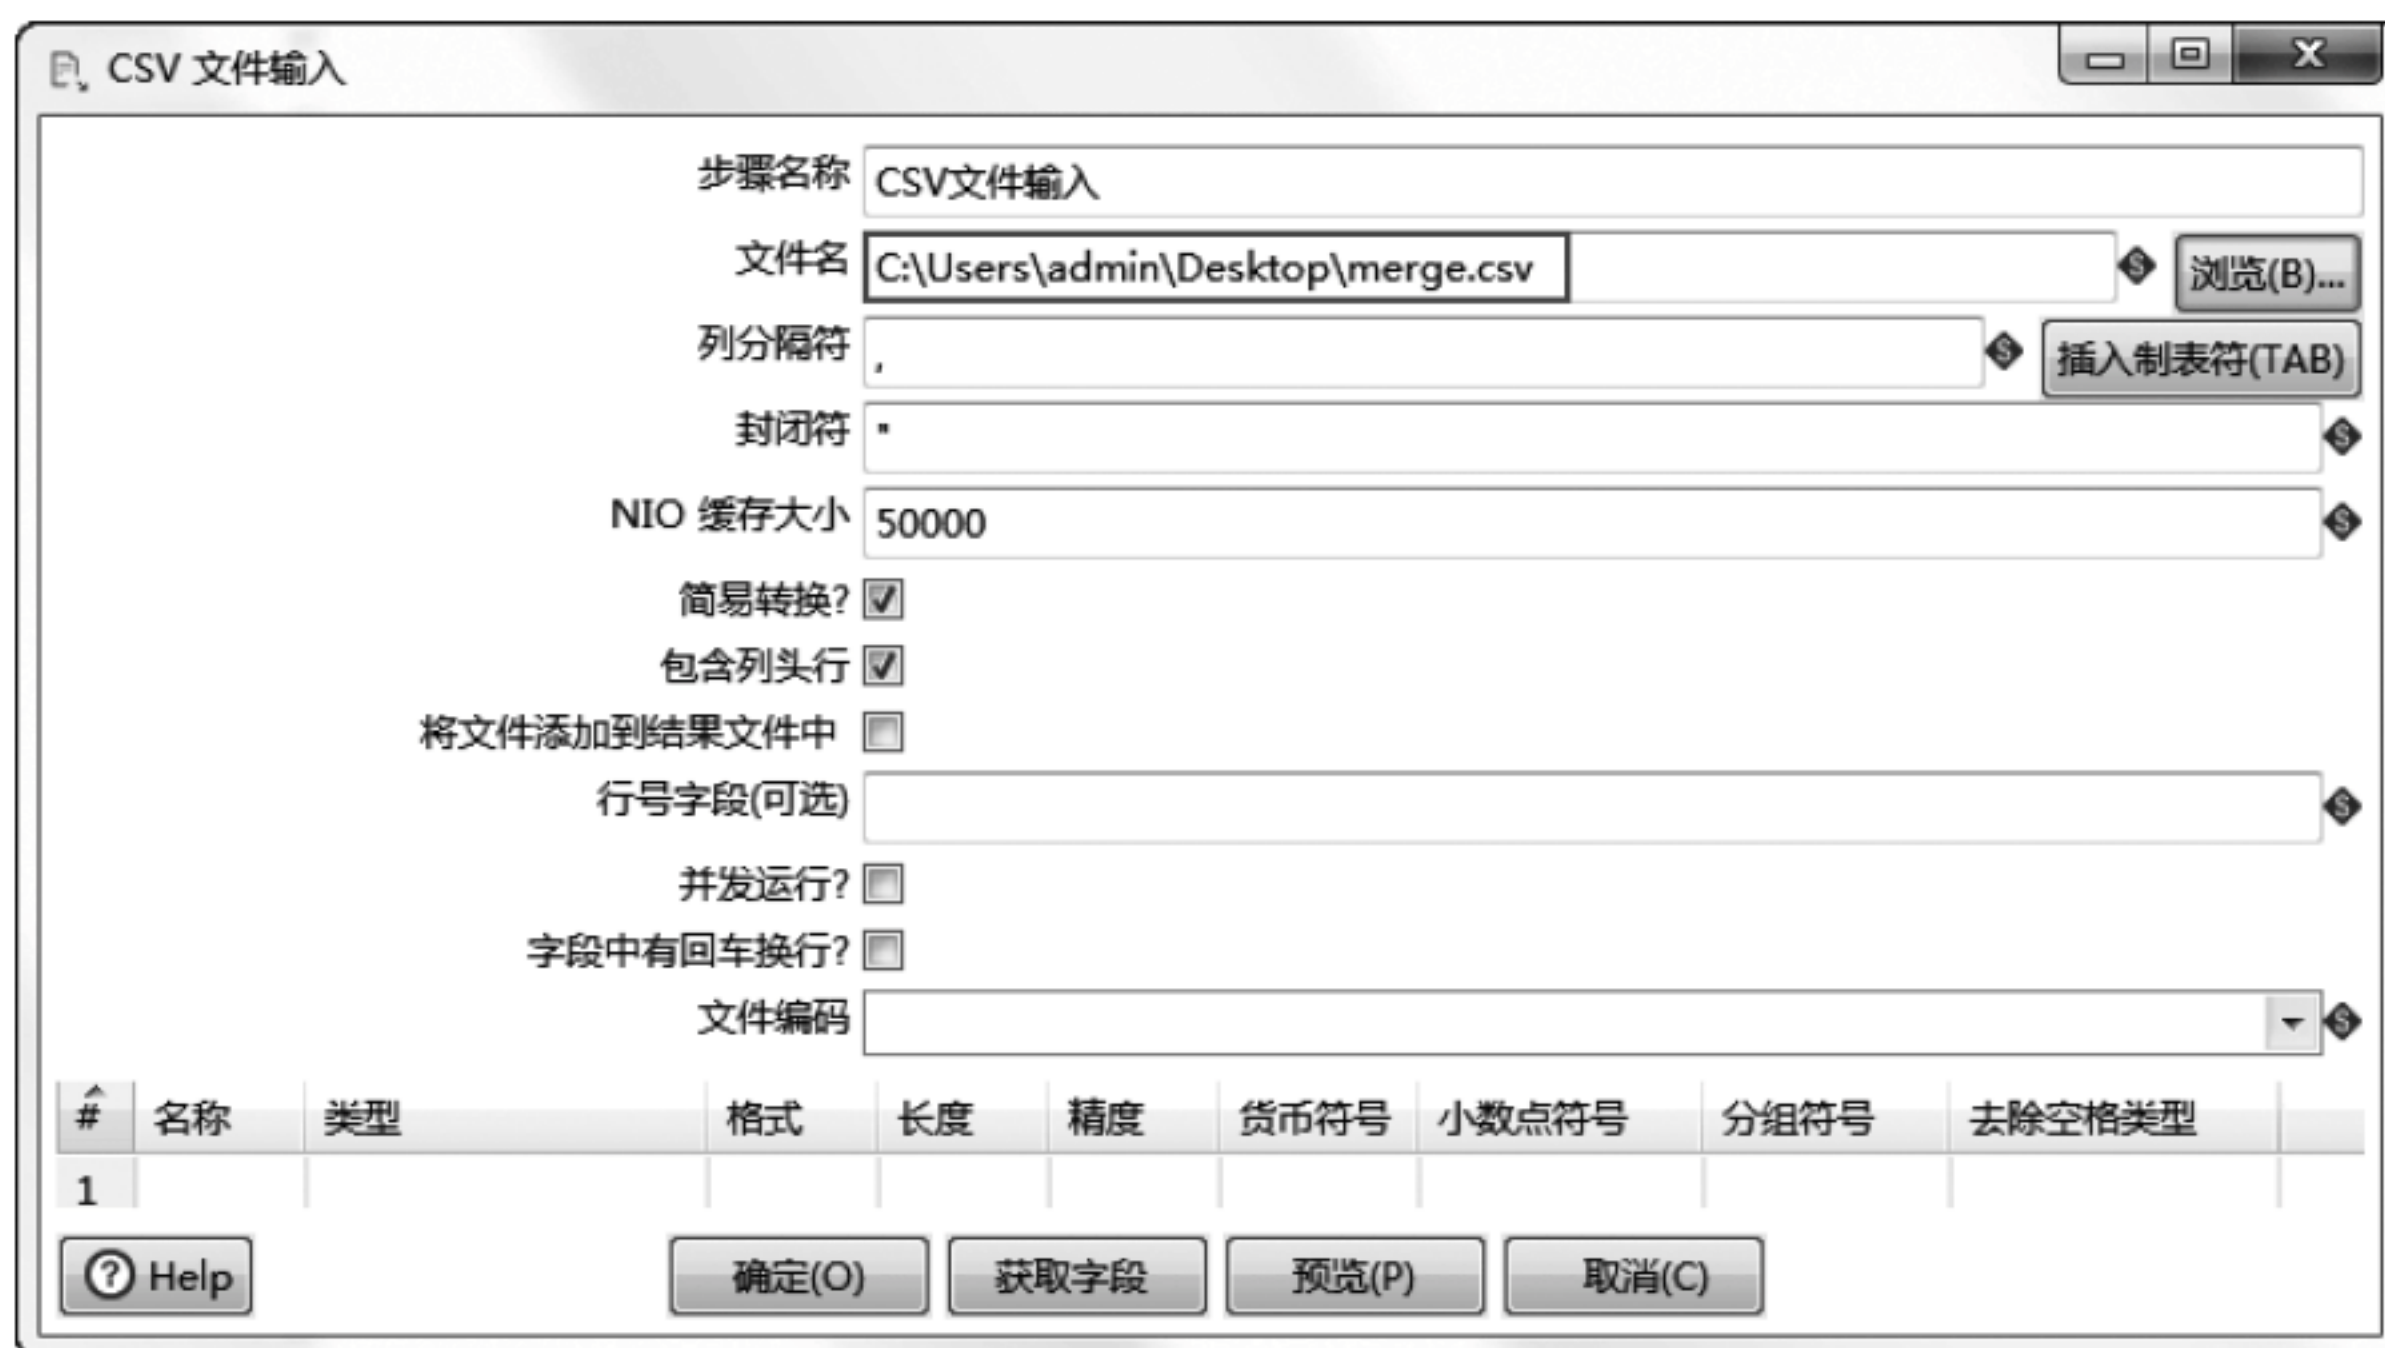 CSV 文件输入
步骤名称 CSV文件输入
文件名 C:\Users\admin\Desktop\merge.csv 浏览(B)...
列分隔符 , 插入制表符(TAB)
封闭符 "
NIO 缓存大小 50000
简易转换?
包含列头行
将文件添加到结果文件中
行号字段(可选)
并发运行?
字段中有回车换行?
文件编码
# 名称 类型 格式 长度 精度 货币符号 小数点符号 分组符号 去除空格类型
1
Help 确定(O) 获取字段 预览(P) 取消(C)